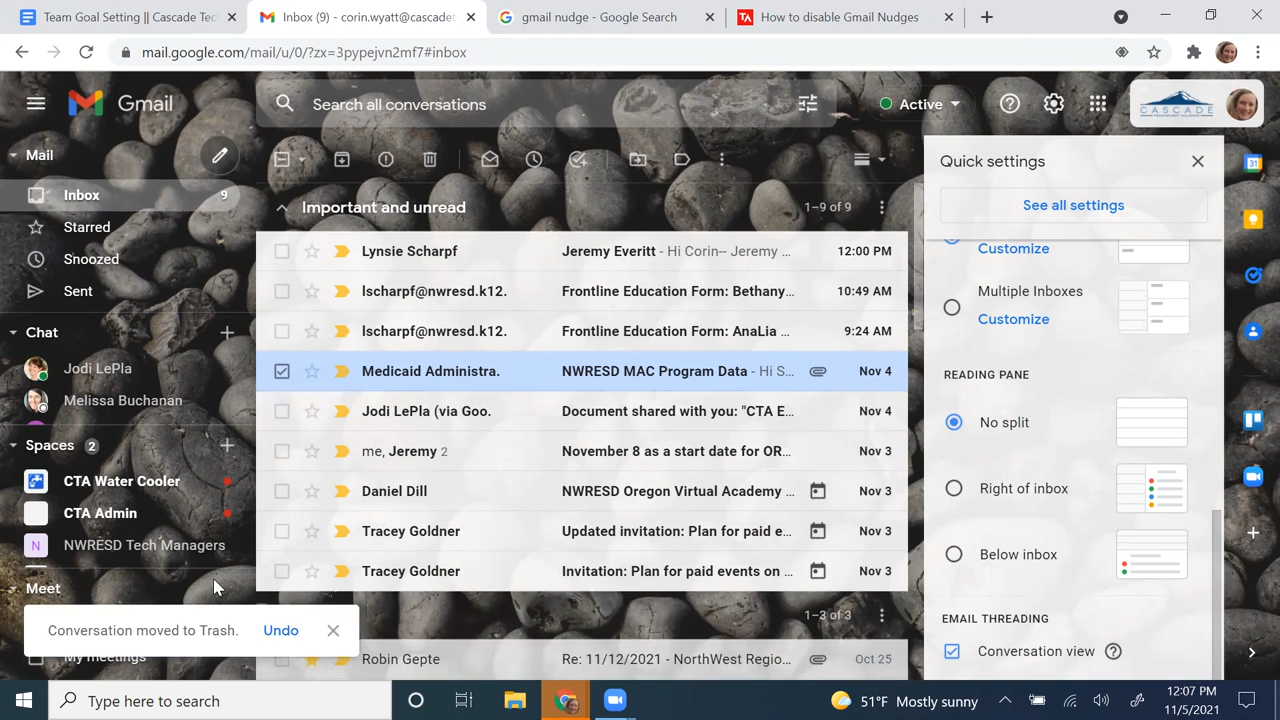 Team Goal Setting || Cascade Tec
Inbox (9) - corin.wyatt@cascadet
gmail nudge - Google Search
How to disable Gmail Nudges
mail.google.com/mail/u/0/?zx=3pypejvn2mf7#inbox
Gmail
Search all conversations
Active
CASCADE
Mail
Inbox 9
Starred
Snoozed
Sent
Chat
Jodi LePla
Melissa Buchanan
Spaces 2
CTA Water Cooler
CTA Admin
N NWRESD Tech Managers
Meet
My meetings
Conversation moved to Trash. Undo
Important and unread 1–9 of 9
Lynsie Scharpf Jeremy Everitt - Hi Corin-- Jeremy ... 12:00 PM
lscharpf@nwresd.k12. Frontline Education Form: Bethany... 10:49 AM
lscharpf@nwresd.k12. Frontline Education Form: AnaLia ... 9:24 AM
Medicaid Administra. NWRESD MAC Program Data - Hi S... Nov 4
Jodi LePla (via Goo. Document shared with you: "CTA E... Nov 4
me, Jeremy 2 November 8 as a start date for OR... Nov 3
Daniel Dill NWRESD Oregon Virtual Academy ... Nov 3
Tracey Goldner Updated invitation: Plan for paid e... Nov 3
Tracey Goldner Invitation: Plan for paid events on ... Nov 3
1–3 of 3
Robin Gepte Re: 11/12/2021 - NorthWest Regio... Oct 25
Quick settings
See all settings
Customize
Multiple Inboxes
Customize
READING PANE
No split
Right of inbox
Below inbox
EMAIL THREADING
Conversation view
31
Type here to search
51°F Mostly sunny
12:07 PM
11/5/2021